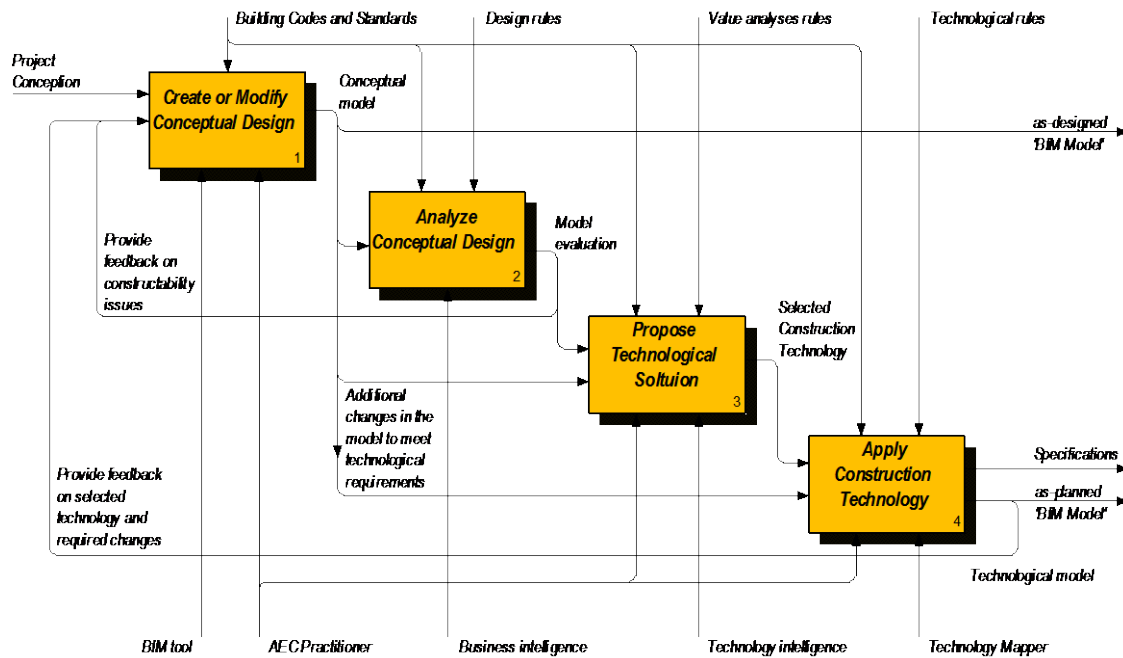 Building Codes and Standards
Design rules
Value analyses rules
Technological rules
Project
Conception
Create or Modify
Conceptual Design
1
Conceptual
model
as-designed
"BIM Model"
Analyze
Conceptual Design
2
Model
evaluation
Provide
feedback on
constructability
issues
Propose
Technological
Soltuion
3
Selected
Construction
Technology
Additional
changes in the
model to meet
technological
requirements
Apply
Construction
Technology
4
Specifications
as-planned
"BIM Model"
Provide feedback
on selected
technology and
required changes
Technological model
BIM tool
AEC Practitioner
Business intelligence
Technology intelligence
Technology Mapper